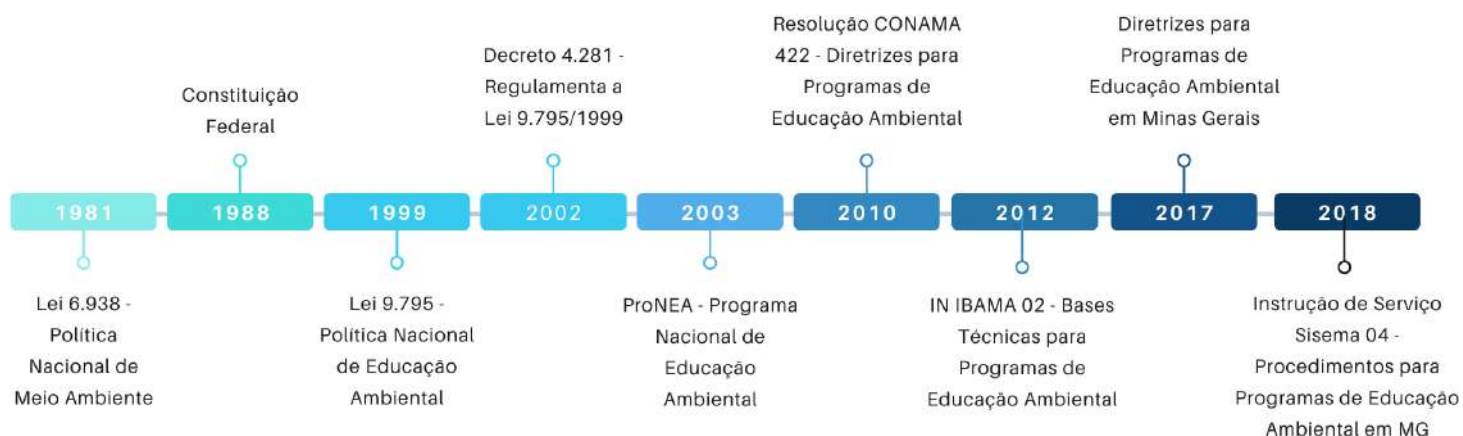 Constituição
Federal
Decreto 4.281 -
Regulamenta a
Lei 9.795/1999
Resolução CONAMA
422 - Diretrizes para
Programas de
Educação Ambiental
Diretrizes para
Programas de
Educação Ambiental
em Minas Gerais
1981
1988
1999
2002
2003
2010
2012
2017
2018
Lei 6.938 -
Política
Nacional de
Meio Ambiente
Lei 9.795 -
Política Nacional
de Educação
Ambiental
ProNEA - Programa
Nacional de
Educação
Ambiental
IN IBAMA 02 - Bases
Técnicas para
Programas de
Educação Ambiental
Instrução de Serviço
Sisema 04 -
Procedimentos para
Programas de Educação
Ambiental em MG